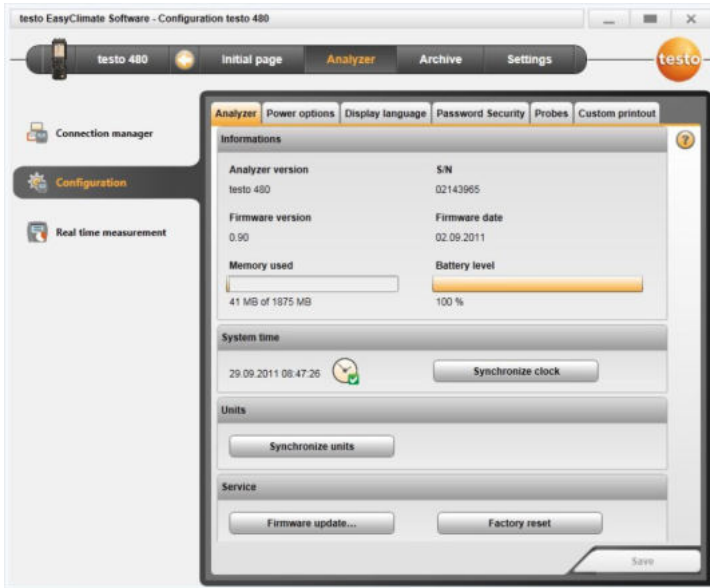 testo EasyClimate Software - Configuration testo 480
testo 480
Initial page
Analyzer
Archive
Settings
testo
Connection manager
Configuration
Real time measurement
Analyzer
Power options
Display language
Password Security
Probes
Custom printout
Informations
Analyzer version
S/N
testo 480
02143965
Firmware version
Firmware date
0.90
02.09.2011
Memory used
Battery level
41 MB of 1875 MB
100 %
System time
29.09.2011 08:47:26
Synchronize clock
Units
Synchronize units
Service
Firmware update...
Factory reset
Save
?